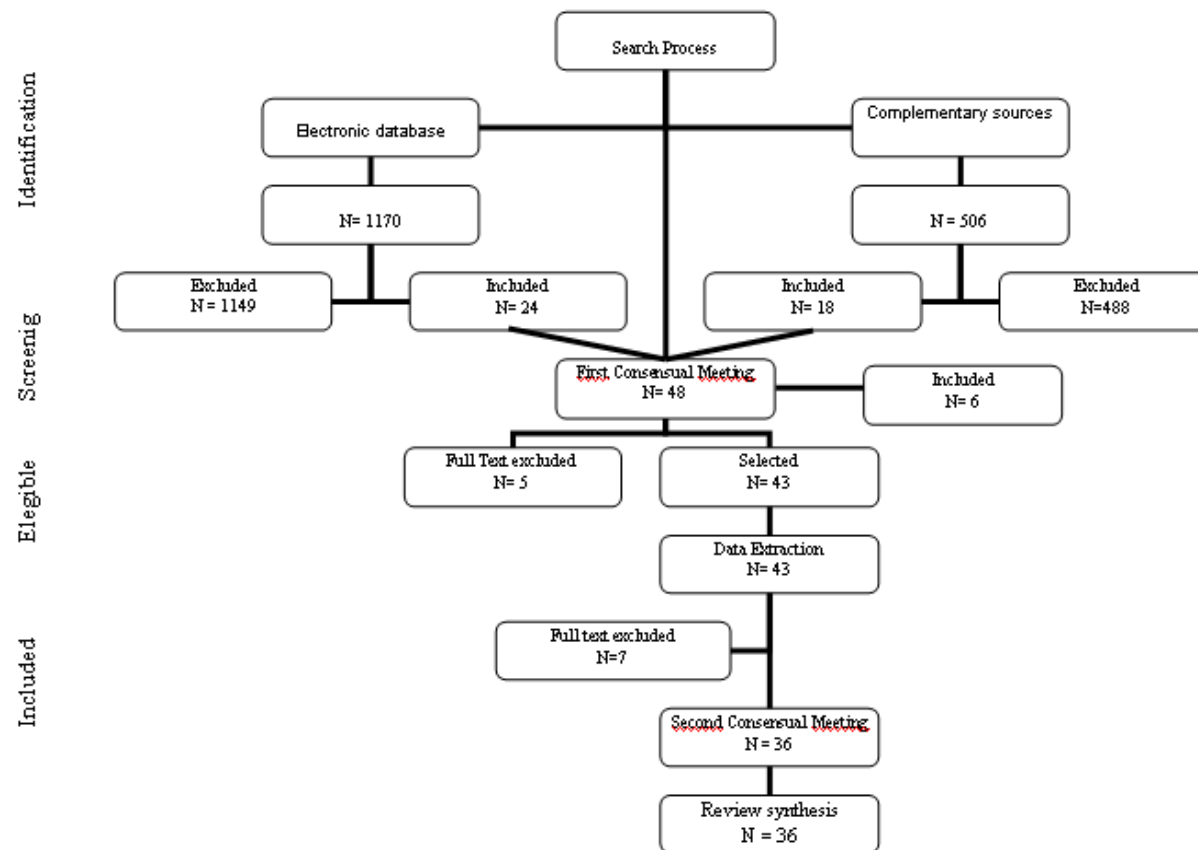 Search Process
Identification
Electronic database
Complementary sources
N= 1170
N = 506
Excluded
N = 1149
Included
N= 24
Included
N= 18
Excluded
N=488
Screenig
First Consensual Meeting
N= 48
Included
N= 6
Elegible
Full Text excluded
N= 5
Selected
N= 43
Data Extraction
N= 43
Included
Full text excluded
N=7
Second Consensual Meeting
N = 36
Review synthesis
N = 36